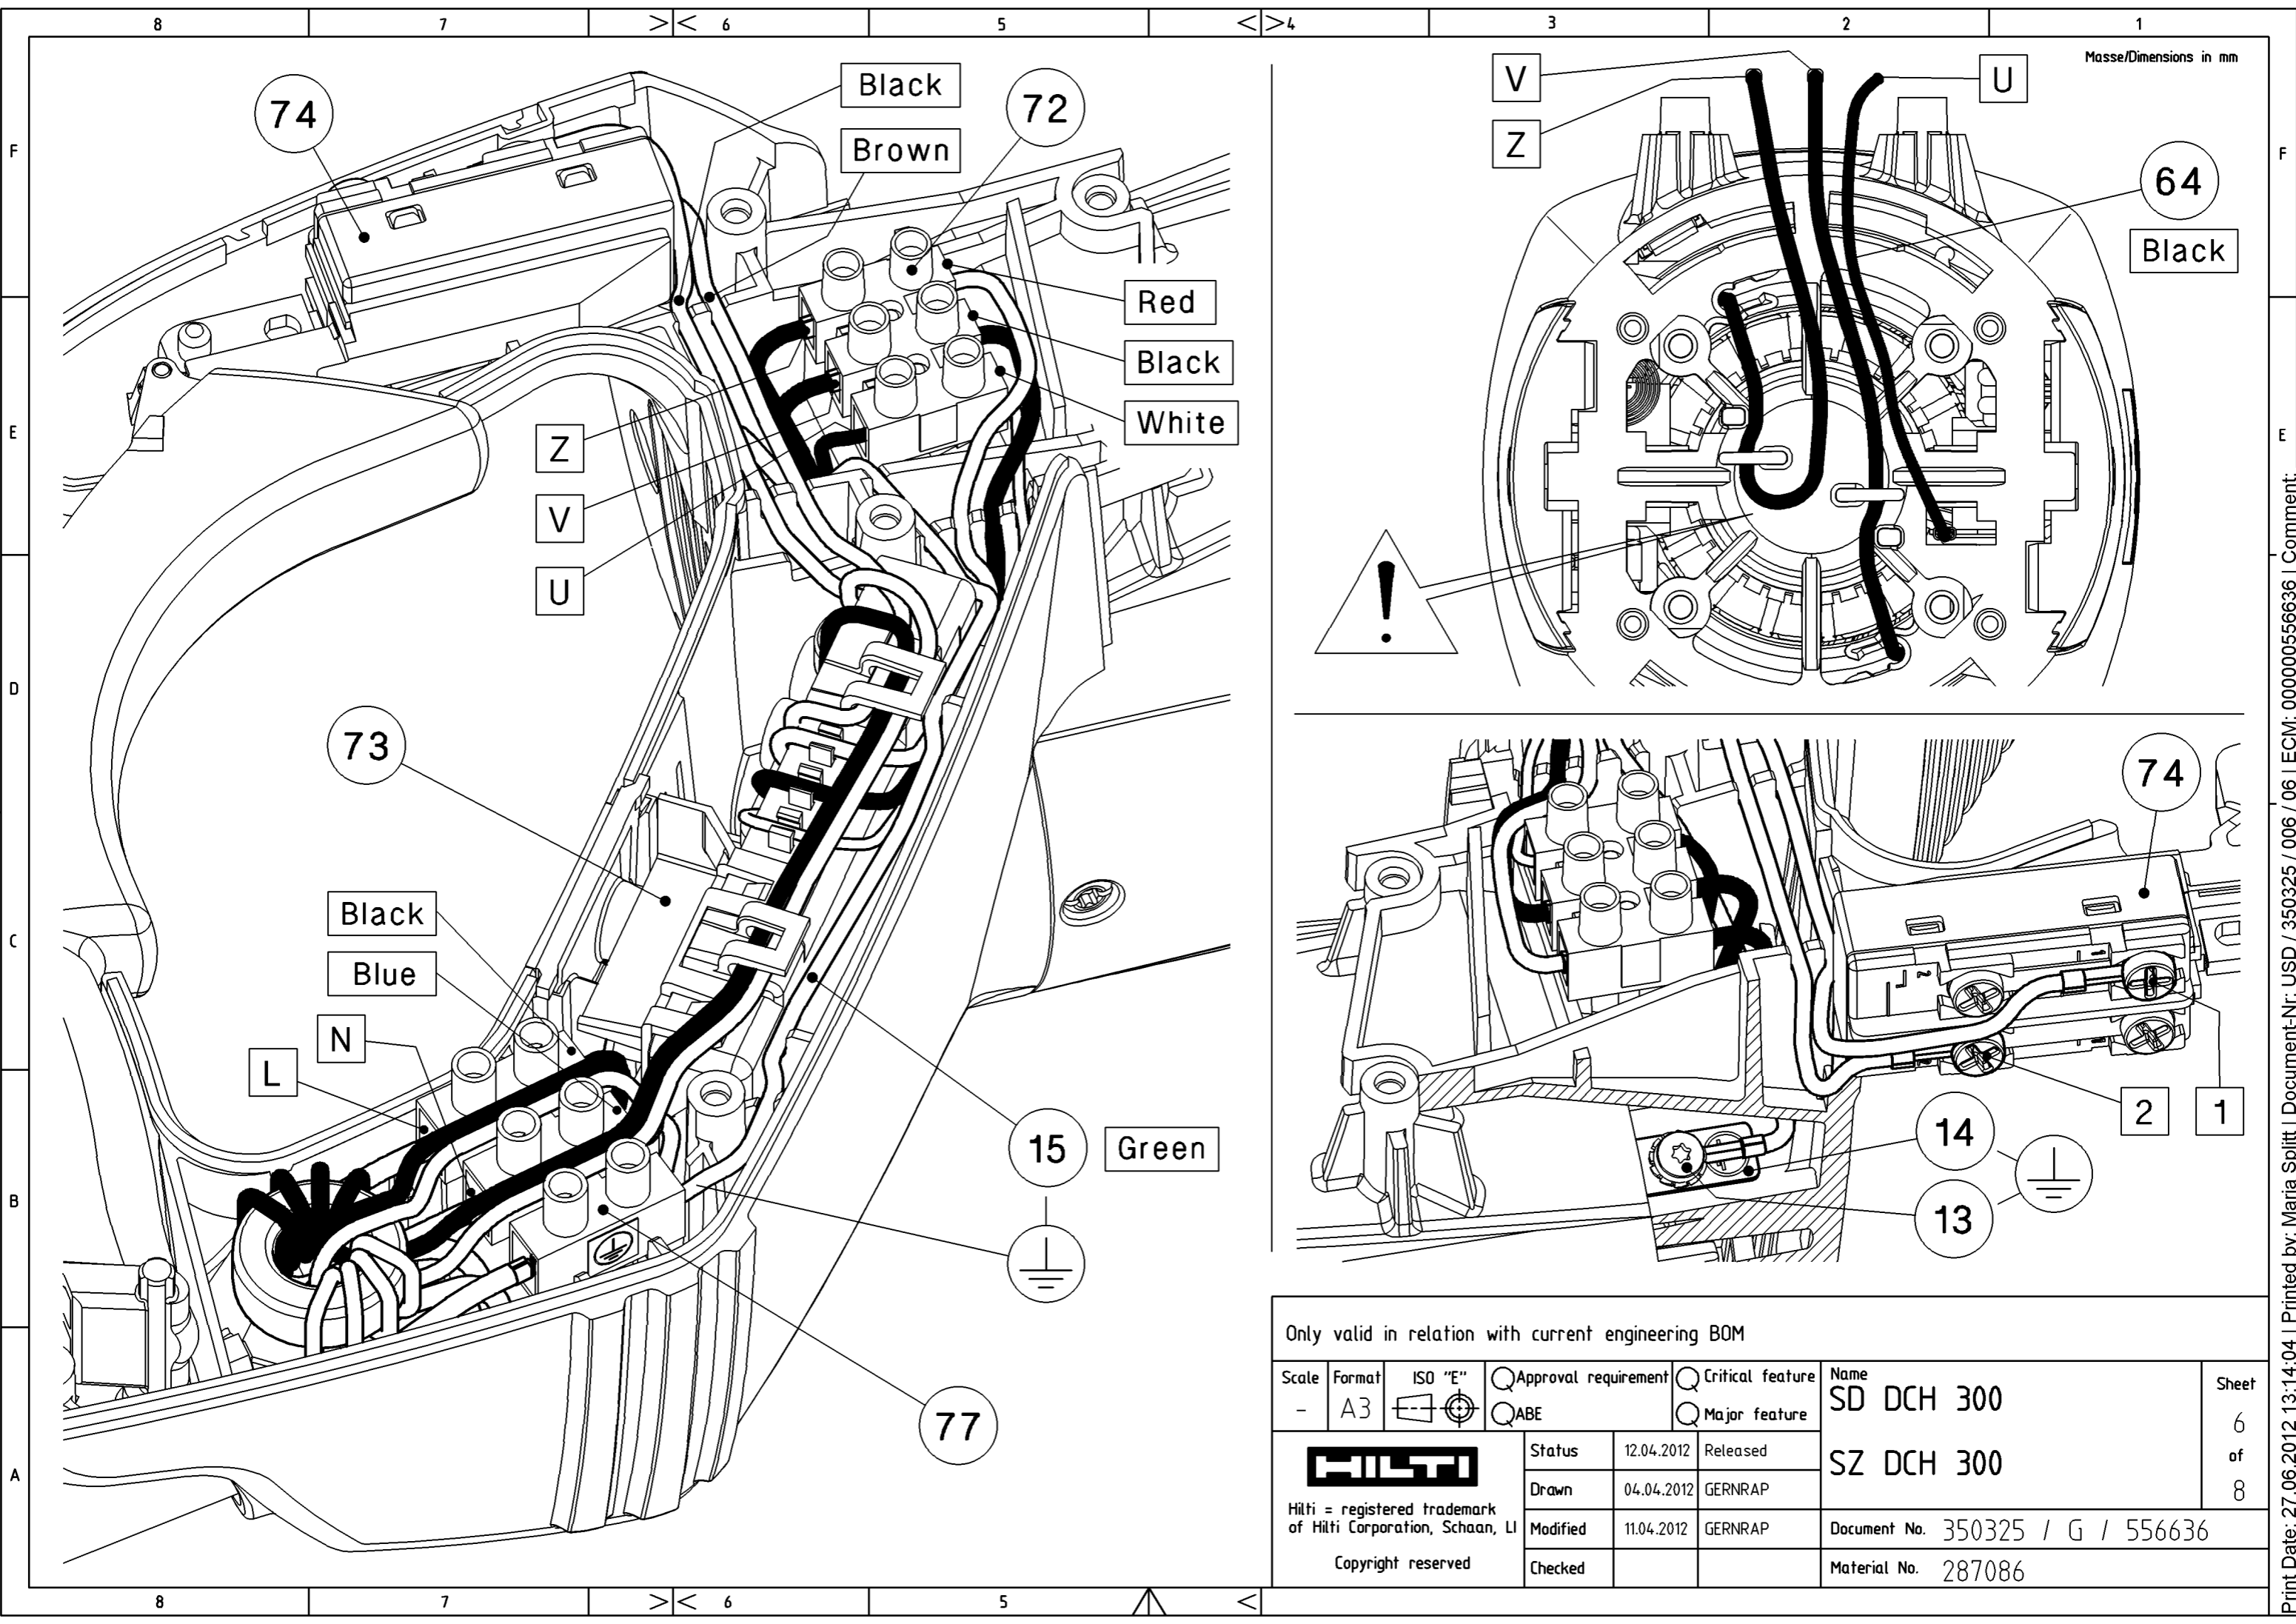 8 7 >< 6 5 <>4 3 2 1
F
E
D
C
B
A
F
E
Masse/Dimensions in mm
74
Black
Brown
72
Red
Black
White
Z
V
U
73
Black
Blue
N
L
15
Green
77
V
Z
U
64
Black
!
74
2
1
14
13
Only valid in relation with current engineering BOM
Scale
-
Format
A3
ISO "E"
Approval requirement
ABE
Critical feature
Major feature
Name
SD DCH 300
SZ DCH 300
Sheet
6
of
8
HILTI
Hilti = registered trademark
of Hilti Corporation, Schaan, LI
Copyright reserved
Status 12.04.2012 Released
Drawn 04.04.2012 GERNRAP
Modified 11.04.2012 GERNRAP
Checked
Document No. 350325 / G / 556636
Material No. 287086
8 7 >< 6 5 <
Print Date: 27.06.2012 13:14:04 | Printed by: Maria Splitt | Document-Nr: USD / 350325 / 006 / 06 | ECM: 000000556636 | Comment: